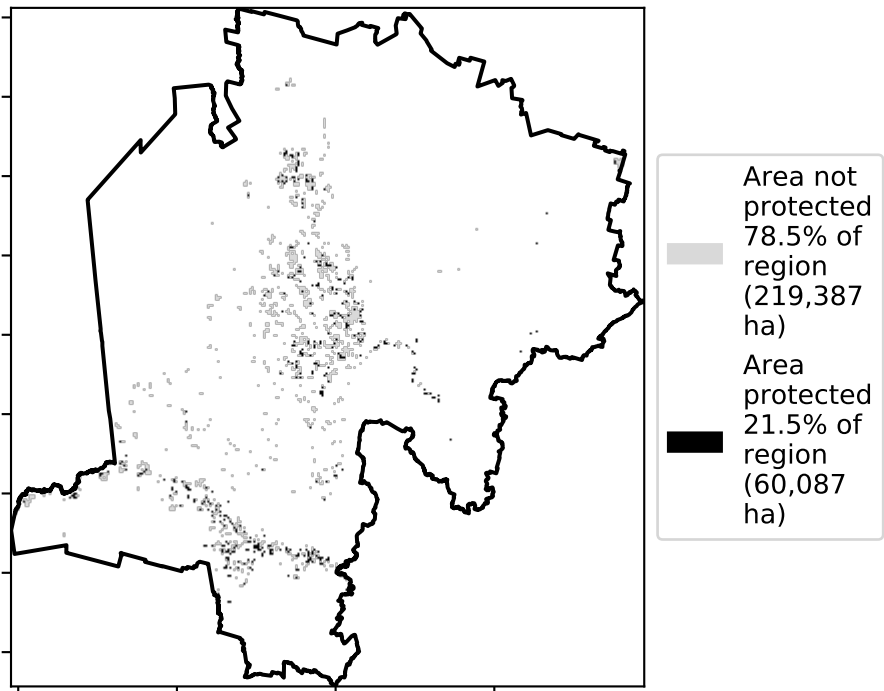 Area not
protected
78.5% of
region
(219,387
ha)
Area
protected
21.5% of
region
(60,087
ha)